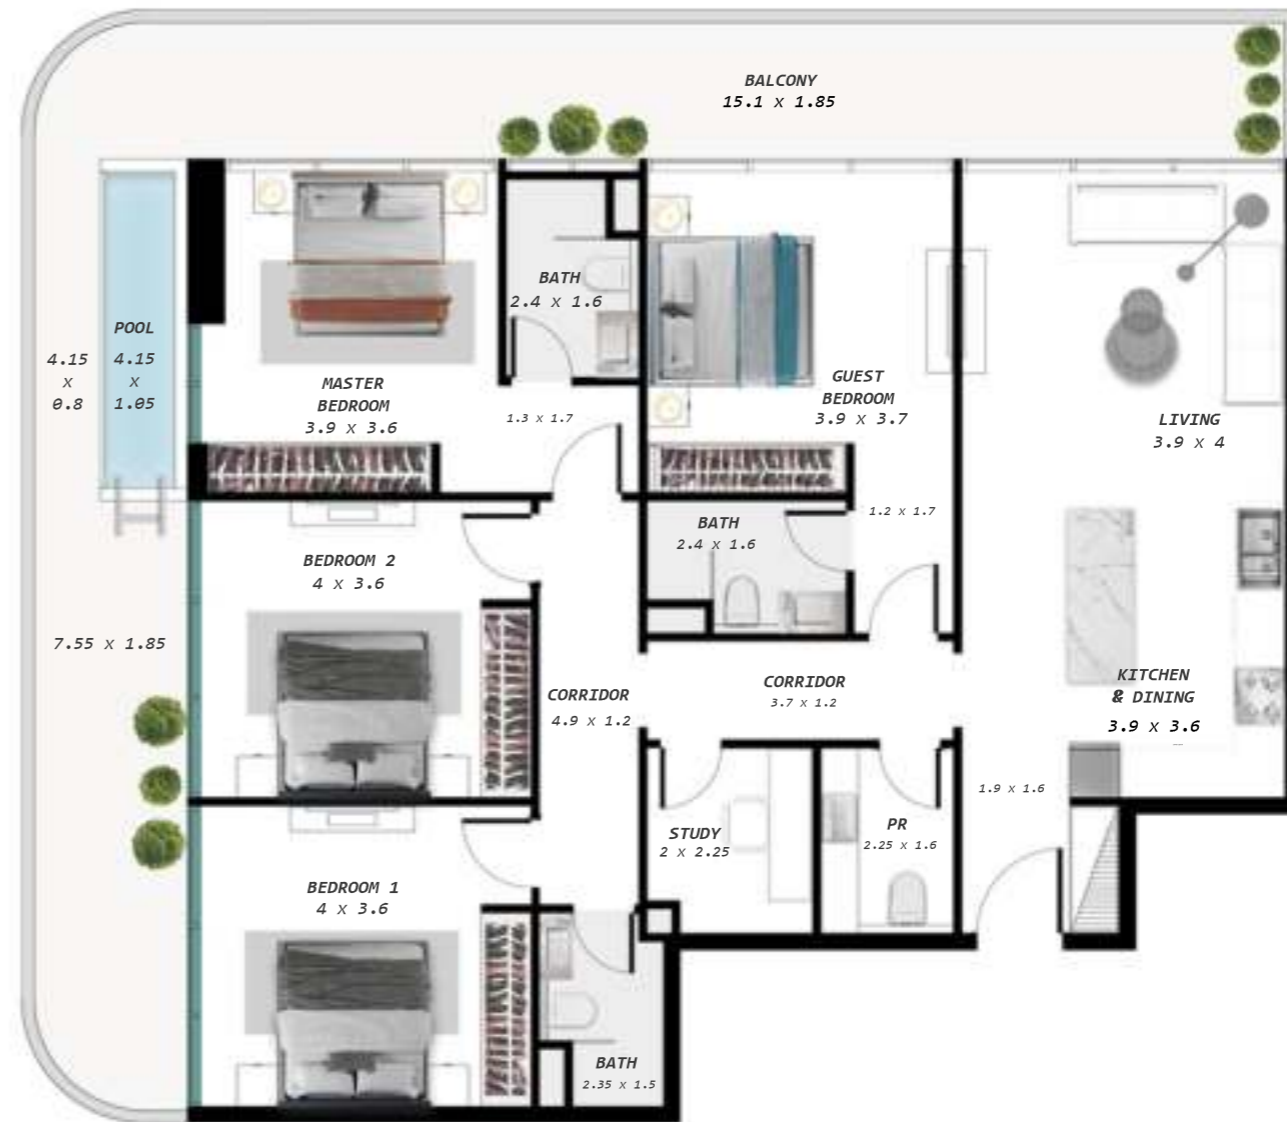 BALCONY
15.1 x 1.85
POOL
4.15
x
1.05
4.15
x
0.8
MASTER
BEDROOM
3.9 x 3.6
BATH
2.4 x 1.6
1.3 x 1.7
GUEST
BEDROOM
3.9 x 3.7
LIVING
3.9 x 4
BATH
2.4 x 1.6
1.2 x 1.7
BEDROOM 2
4 x 3.6
7.55 x 1.85
CORRIDOR
4.9 x 1.2
CORRIDOR
3.7 x 1.2
KITCHEN
& DINING
3.9 x 3.6
1.9 x 1.6
STUDY
2 x 2.25
PR
2.25 x 1.6
BEDROOM 1
4 x 3.6
BATH
2.35 x 1.5